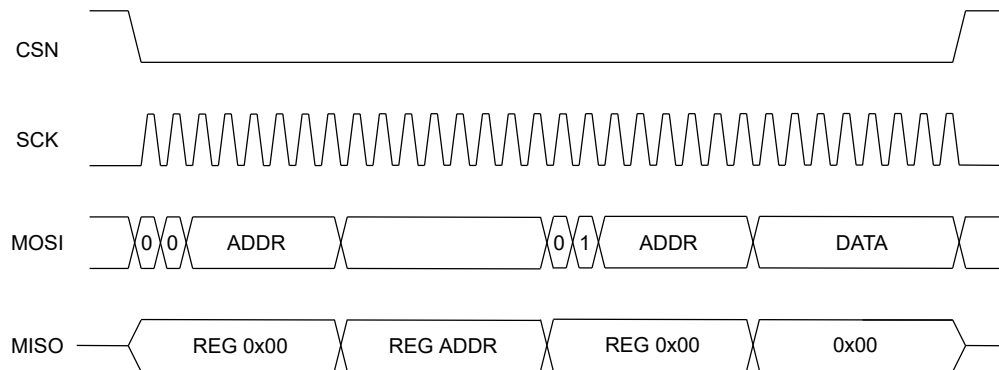 CSN
SCK
MOSI 0 0 ADDR 0 1 ADDR DATA
MISO REG 0x00 REG ADDR REG 0x00 0x00